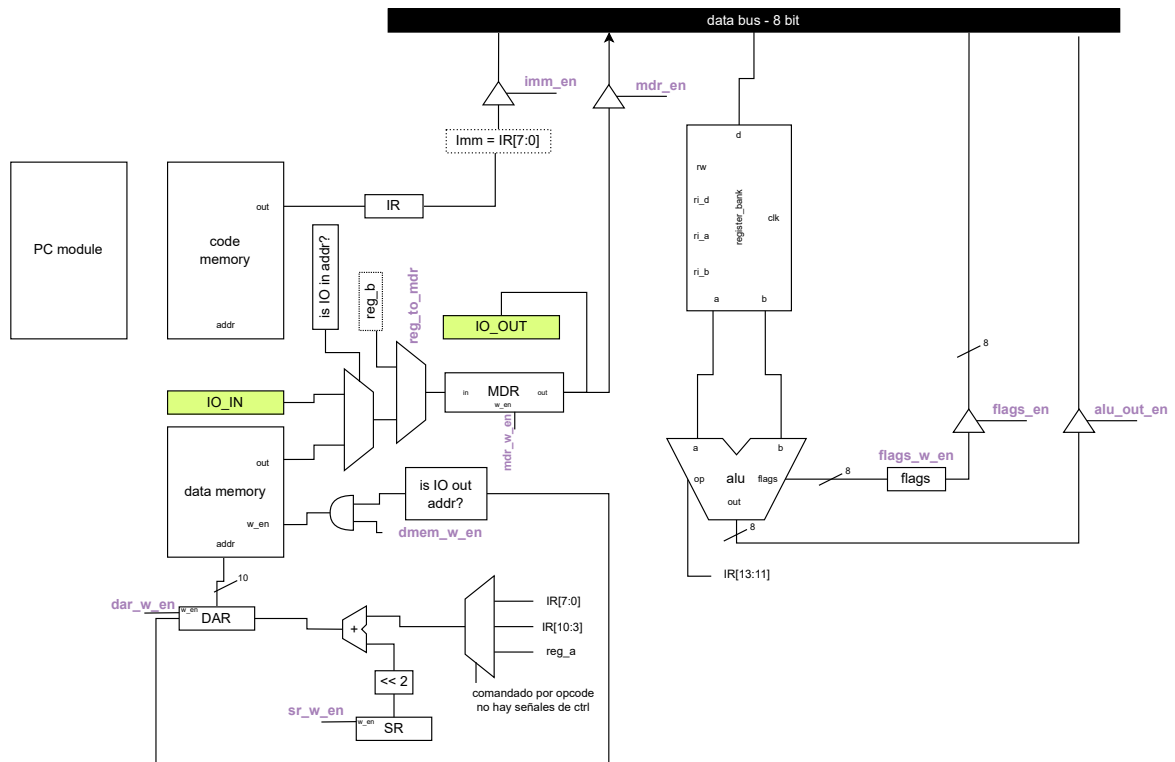 data bus - 8 bit
imm_en
mdr_en
Imm = IR[7:0]
d
rw
ri_d
ri_a
ri_b
register_bank
clk
a
b
PC module
code
memory
out
addr
IR
is IO in addr?
reg_b
reg_to_mdr
IO_OUT
IO_IN
in
MDR
out
w_en
mdr_w_en
8
flags_en
alu_out_en
out
data memory
w_en
addr
is IO out
addr?
dmem_w_en
a
b
op
alu
flags
out
8
flags_w_en
flags
8
IR[13:11]
10
dar_w_en
w_en
DAR
+
IR[7:0]
IR[10:3]
reg_a
<< 2
comandado por opcode
no hay señales de ctrl
sr_w_en
w_en
SR